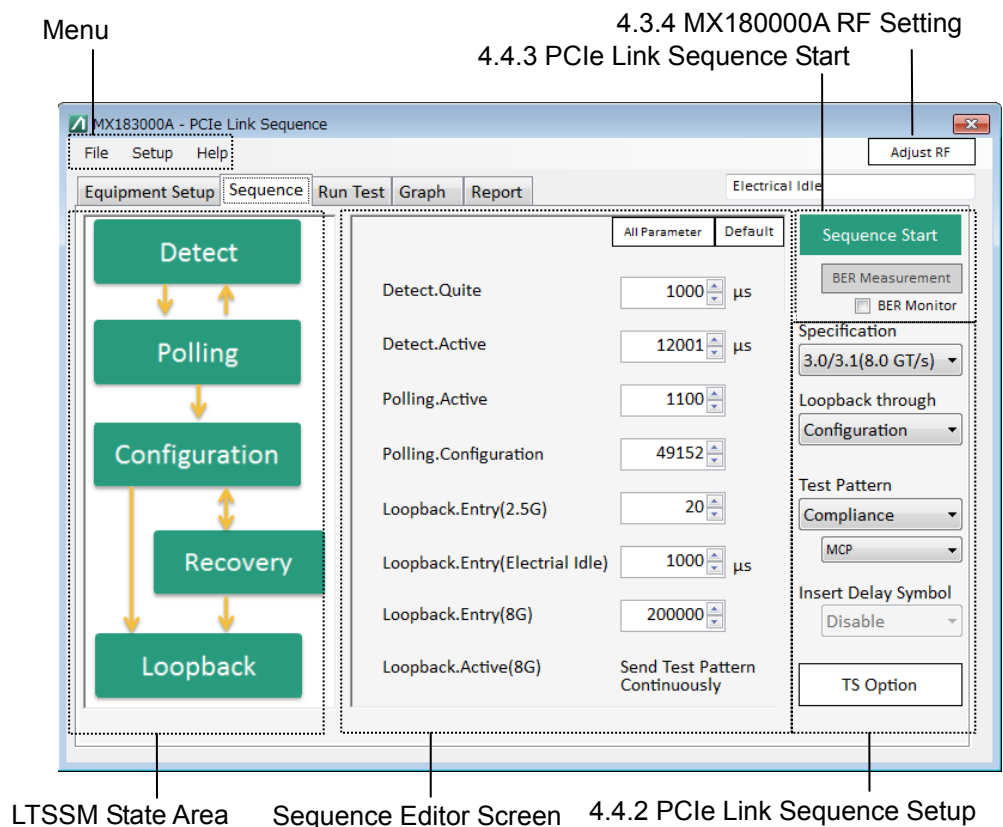 Menu
4.3.4 MX180000A RF Setting
4.4.3 PCIe Link Sequence Start
MX183000A - PCIe Link Sequence
File Setup Help
Adjust RF
Equipment Setup Sequence Run Test Graph Report
Electrical Idle
Detect
Polling
Configuration
Recovery
Loopback
All Parameter Default
Detect.Quite 1000 µs
Detect.Active 12001 µs
Polling.Active 1100
Polling.Configuration 49152
Loopback.Entry(2.5G) 20
Loopback.Entry(Electrial Idle) 1000 µs
Loopback.Entry(8G) 200000
Loopback.Active(8G) Send Test Pattern
Continuously
Sequence Start
BER Measurement
BER Monitor
Specification
3.0/3.1(8.0 GT/s)
Loopback through
Configuration
Test Pattern
Compliance
MCP
Insert Delay Symbol
Disable
TS Option
LTSSM State Area
Sequence Editor Screen
4.4.2 PCIe Link Sequence Setup